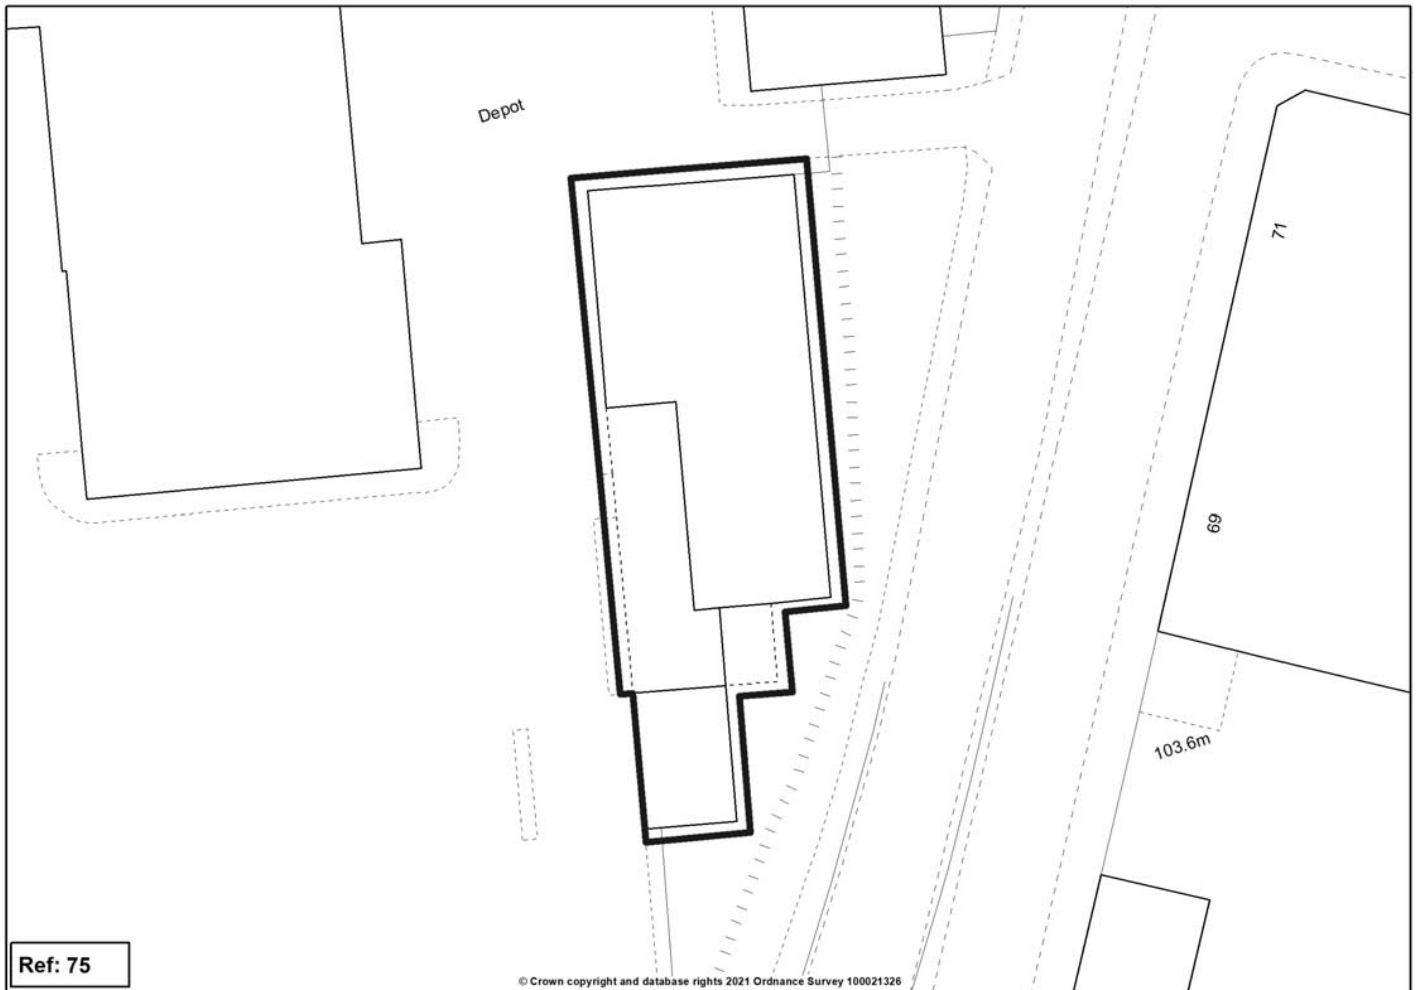 Depot
71
69
103.6m
Ref: 75
© Crown copyright and database rights 2021 Ordnance Survey 100021326